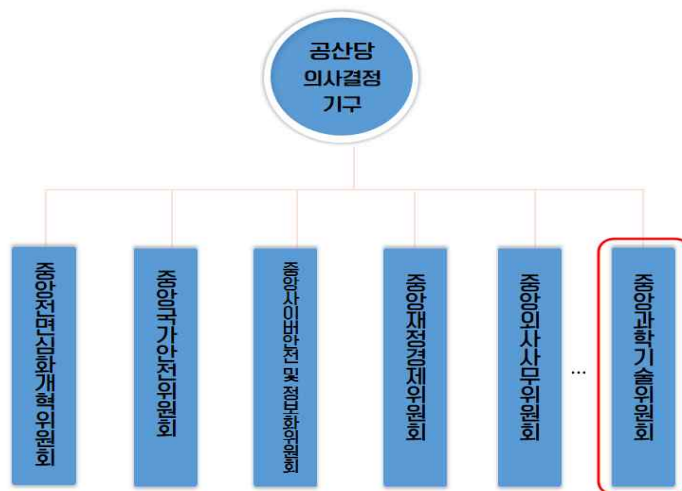 공산당
의사결정
기구
중앙전면심화개혁위원회
중앙국가안전위원회
중앙사이버안전 및 정보화위원회
중앙재정경제위원회
중앙외사사무위원회
...
중앙과학기술위원회